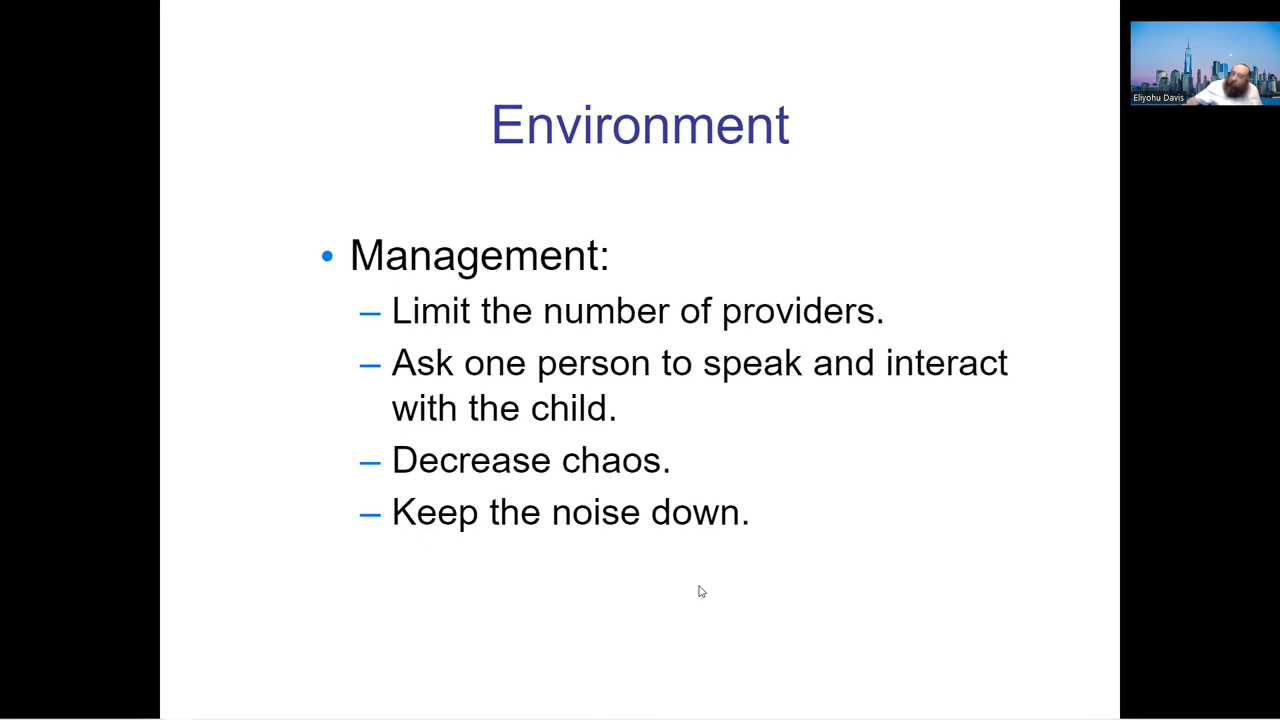 Environment
• Management:
– Limit the number of providers.
– Ask one person to speak and interact
with the child.
– Decrease chaos.
– Keep the noise down.
Eliyohu Davis